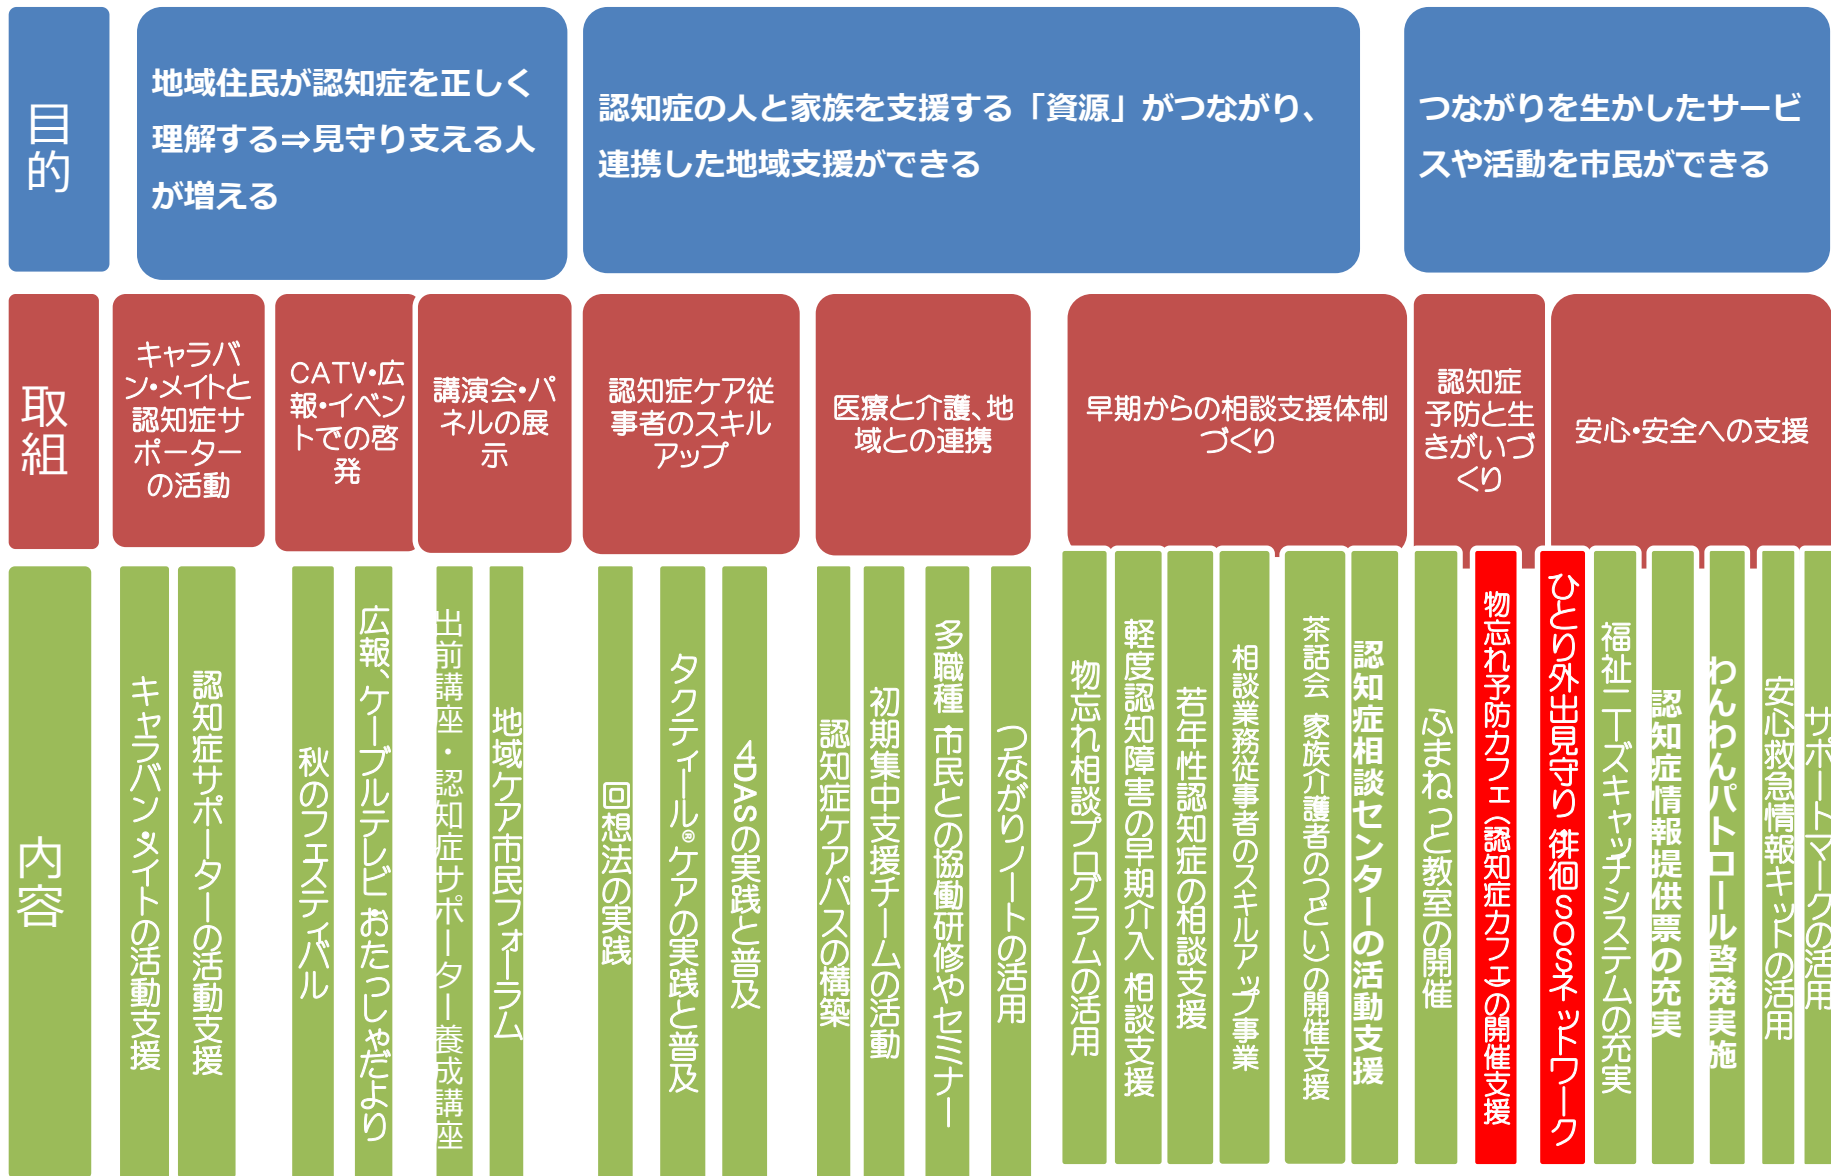 目的
地域住民が認知症を正しく
理解する⇒見守り支える人
が増える
認知症の人と家族を支援する「資源」がつながり、
連携した地域支援ができる
つながりを生かしたサービ
スや活動を市民ができる
取組
キャラバ
ン・メイトと
認知症サ
ポーター
の活動
CATV・広
報・イベン
トでの啓
発
講演会・パ
ネルの展
示
認知症ケア従
事者のスキル
アップ
医療と介護、地
域との連携
早期からの相談支援体制
づくり
認知症
予防と生
きがいづ
くり
安心・安全への支援
内容
キャラバン・メイトの活動支援
認知症サポーターの活動支援
秋のフェスティバル
広報、ケーブルテレビ・おたっしゃだより
出前講座・認知症サポーター養成講座
地域ケア市民フォーラム
回想法の実践
タクティール®ケアの実践と普及
4DASの実践と普及
認知症ケアパスの構築
初期集中支援チームの活動
多職種・市民との協働研修やセミナー
つながりノートの活用
物忘れ相談プログラムの活用
軽度認知障害の早期介入・相談支援
若年性認知症の相談支援
相談業務従事者のスキルアップ事業
茶話会（家族介護者のつどい）の開催支援
認知症相談センターの活動支援
ふまねっと教室の開催
物忘れ予防カフェ（認知症カフェ）の開催支援
ひとり外出見守り・徘徊SOSネットワーク
福祉ニーズキャッチシステムの充実
認知症情報提供票の充実
わんわんパトロール啓発実施
安心救急情報キットの活用
サポートマークの活用